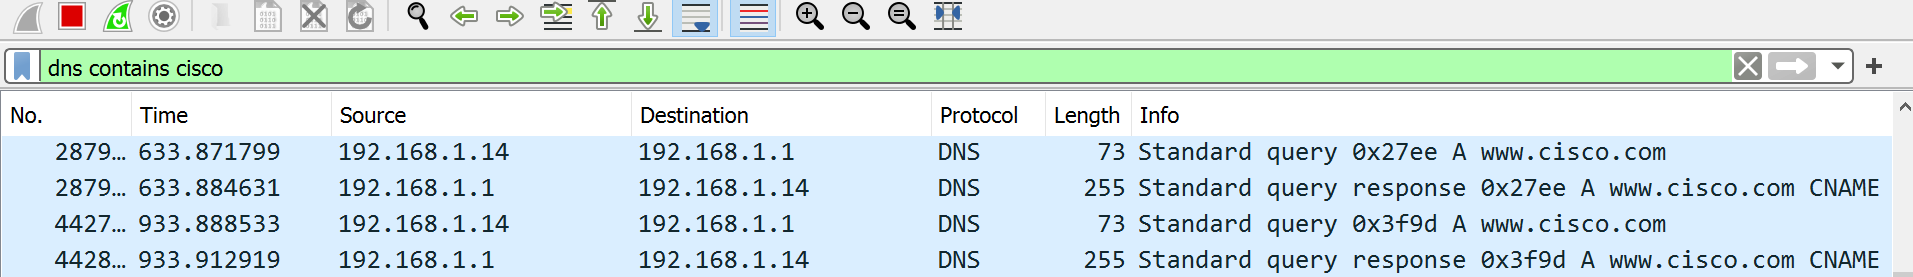 dns contains cisco
No. Time Source Destination Protocol Length Info
2879… 633.871799 192.168.1.14 192.168.1.1 DNS 73 Standard query 0x27ee A www.cisco.com
2879… 633.884631 192.168.1.1 192.168.1.14 DNS 255 Standard query response 0x27ee A www.cisco.com CNAME
4427… 933.888533 192.168.1.14 192.168.1.1 DNS 73 Standard query 0x3f9d A www.cisco.com
4428… 933.912919 192.168.1.1 192.168.1.14 DNS 255 Standard query response 0x3f9d A www.cisco.com CNAME